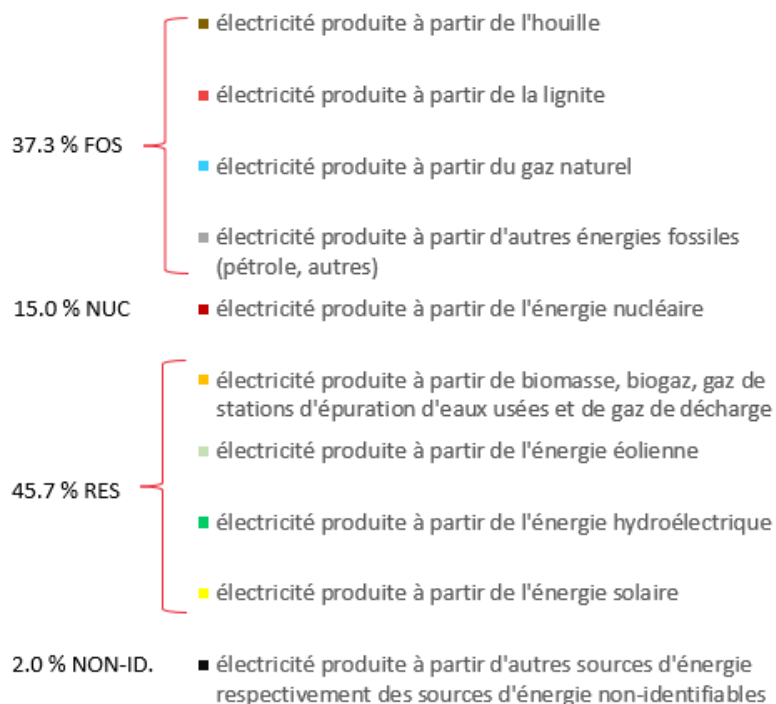 électricité produite à partir de l'houille
électricité produite à partir de la lignite
37.3 % FOS
électricité produite à partir du gaz naturel
électricité produite à partir d'autres énergies fossiles
(pétrole, autres)
15.0 % NUC
électricité produite à partir de l'énergie nucléaire
électricité produite à partir de biomasse, biogaz, gaz de
stations d'épuration d'eaux usées et de gaz de décharge
électricité produite à partir de l'énergie éolienne
45.7 % RES
électricité produite à partir de l'énergie hydroélectrique
électricité produite à partir de l'énergie solaire
2.0 % NON-ID.
électricité produite à partir d'autres sources d'énergie
respectivement des sources d'énergie non-identifiables